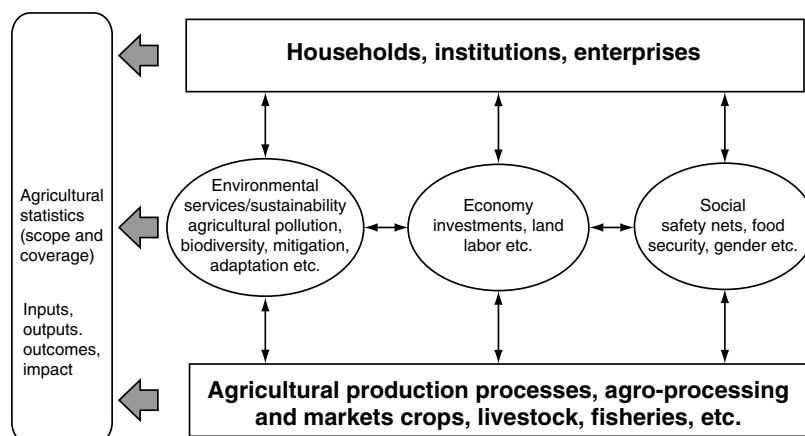 Households, institutions, enterprises
Agricultural
statistics
(scope and
coverage)
Inputs,
outputs.
outcomes,
impact
Environmental
services/sustainability
agricultural pollution,
biodiversity, mitigation,
adaptation etc.
Economy
investments, land
labor etc.
Social
safety nets, food
security, gender etc.
Agricultural production processes, agro-processing
and markets crops, livestock, fisheries, etc.